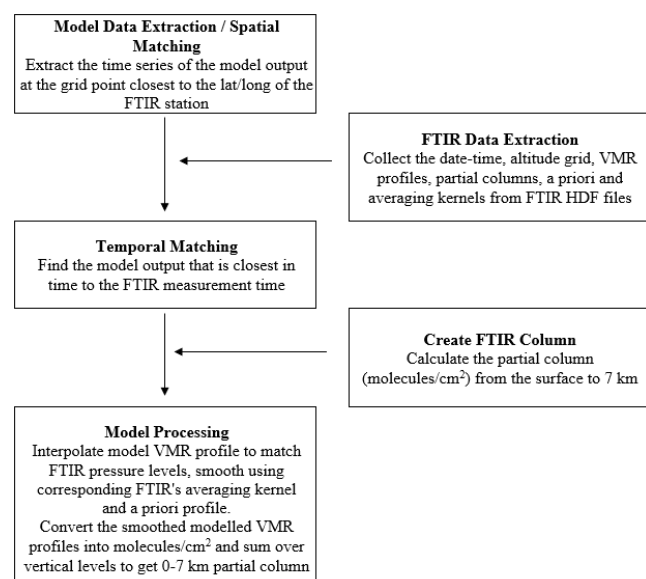 Model Data Extraction / Spatial
Matching
Extract the time series of the model output
at the grid point closest to the lat/long of the
FTIR station
FTIR Data Extraction
Collect the date-time, altitude grid, VMR
profiles, partial columns, a priori and
averaging kernels from FTIR HDF files
Temporal Matching
Find the model output that is closest in
time to the FTIR measurement time
Create FTIR Column
Calculate the partial column
(molecules/cm²) from the surface to 7 km
Model Processing
Interpolate model VMR profile to match
FTIR pressure levels, smooth using
corresponding FTIR's averaging kernel
and a priori profile.
Convert the smoothed modelled VMR
profiles into molecules/cm² and sum over
vertical levels to get 0-7 km partial column